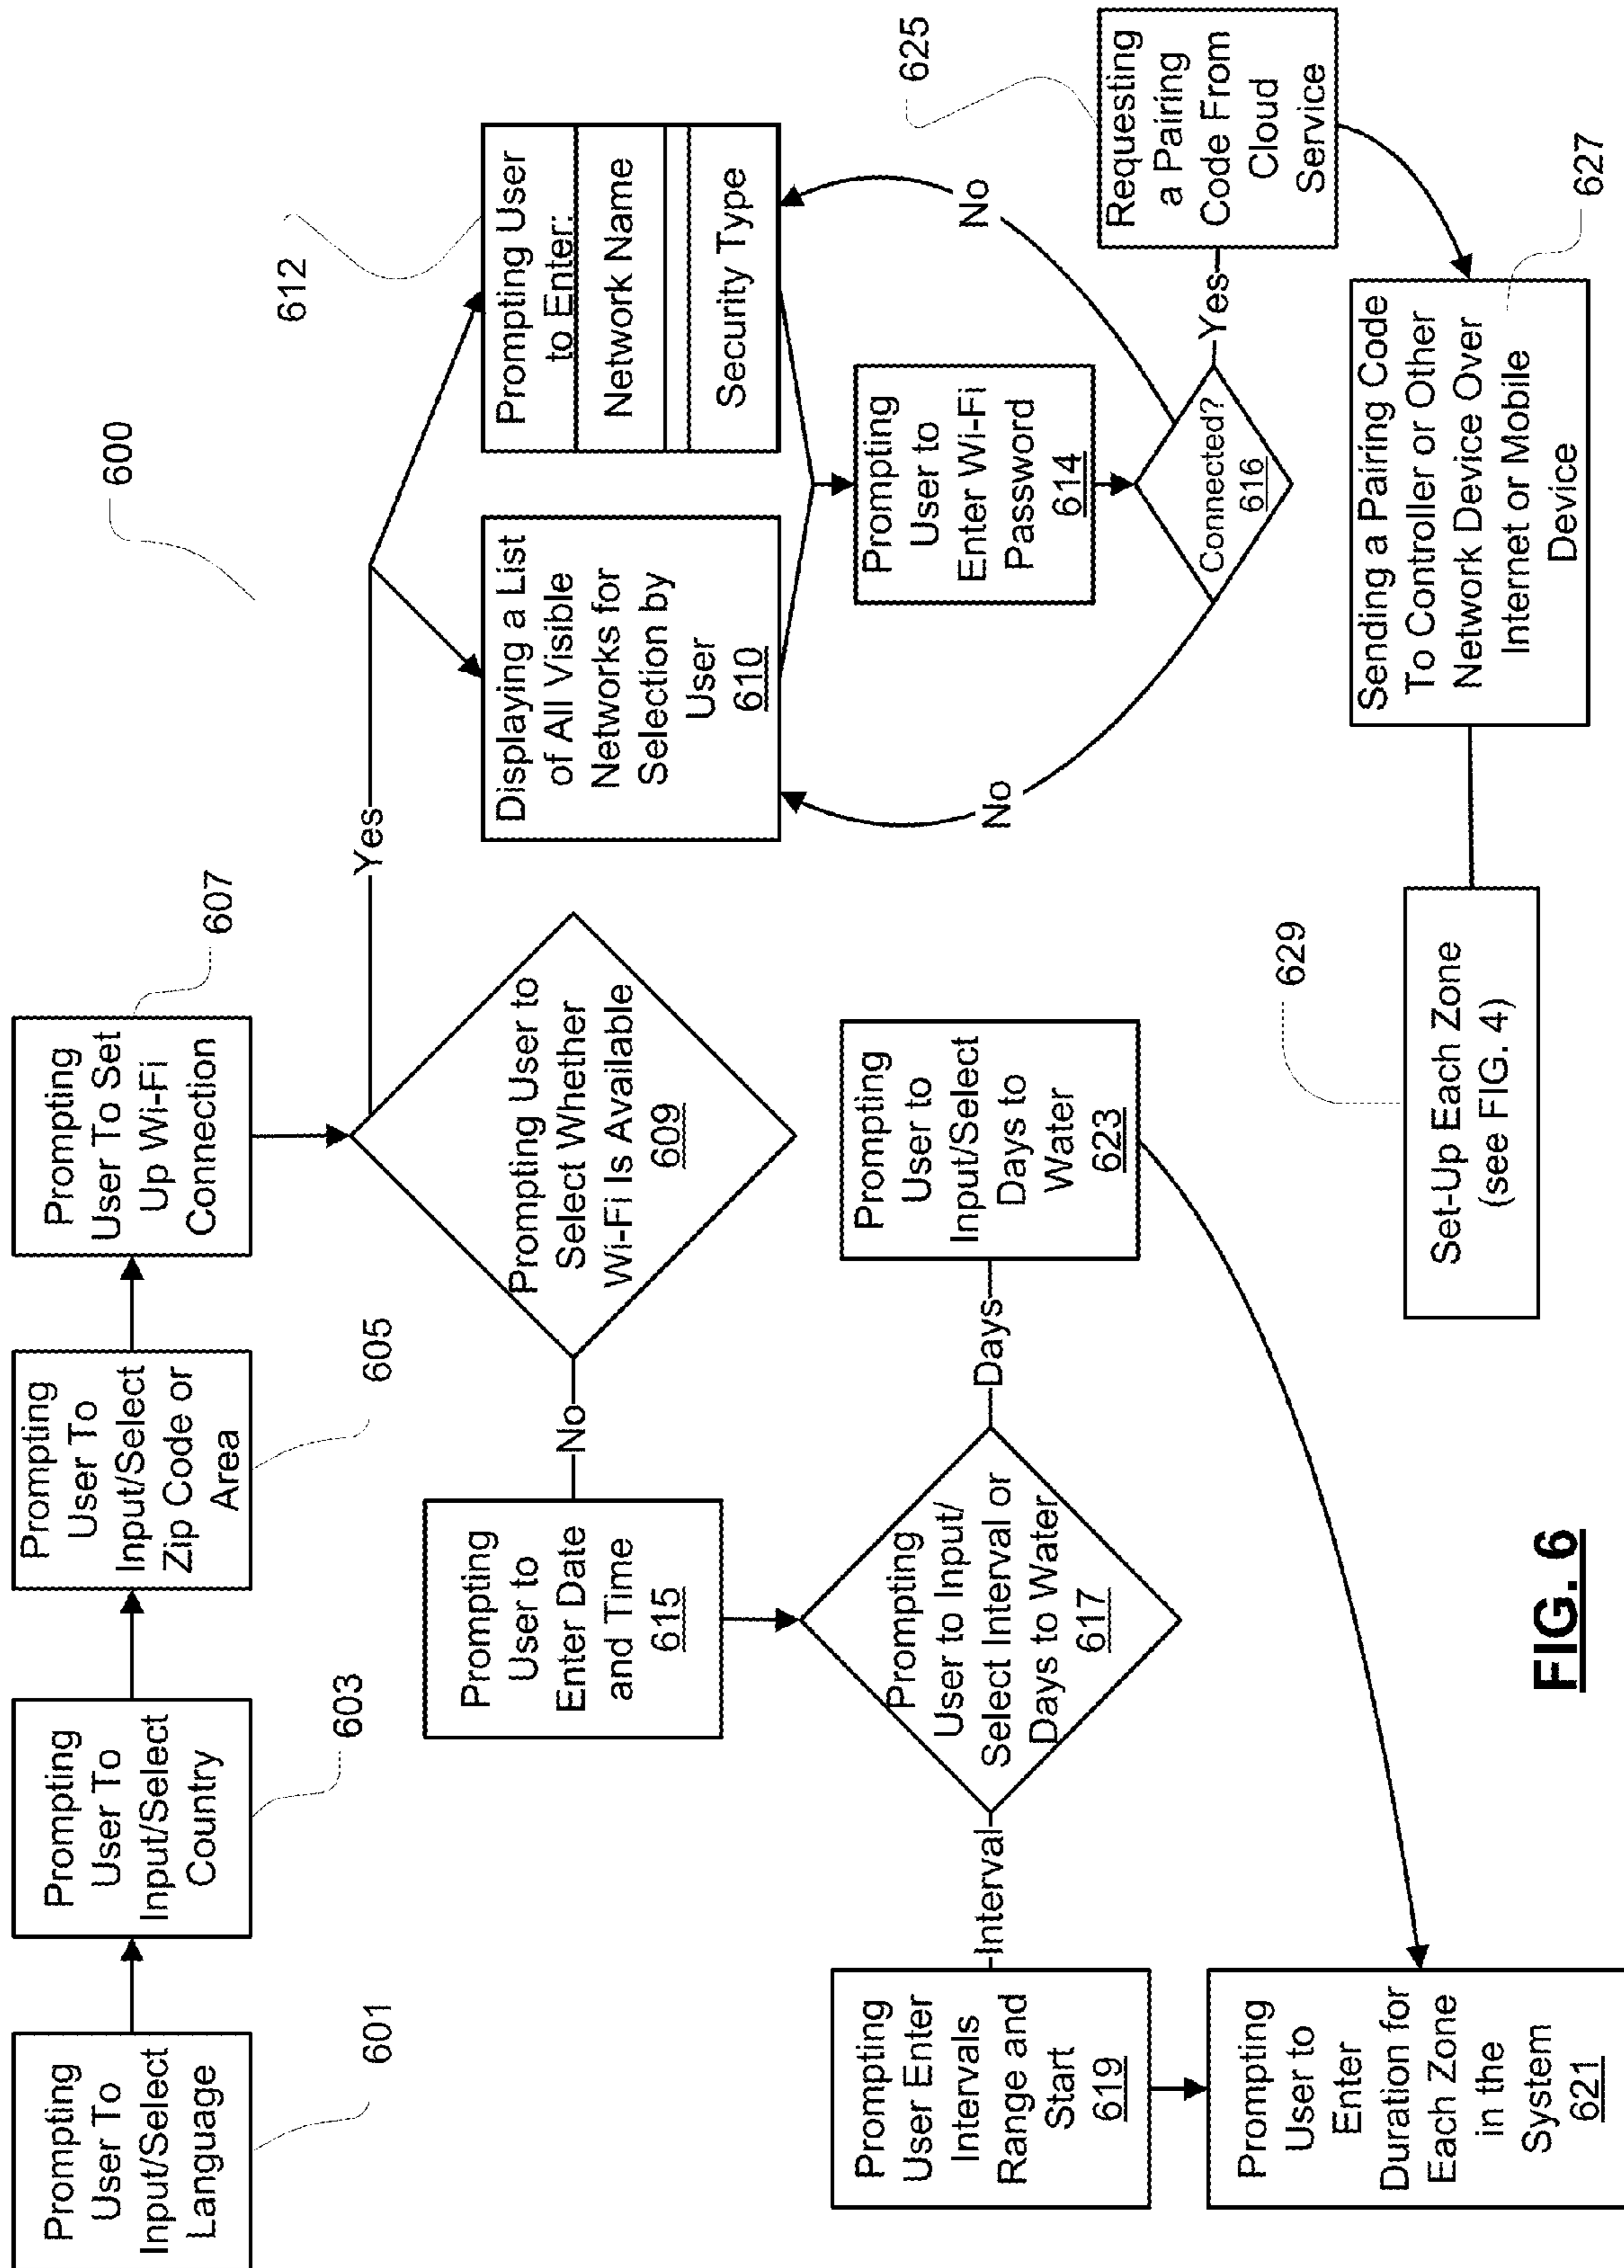 600
Prompting
User To
Input/Select
Language
601
Prompting
User To
Input/Select
Country
603
Prompting
User To
Input/Select
Zip Code or
Area
605
Prompting
User To Set
Up Wi-Fi
Connection
607
Prompting User to
Select Whether
Wi-Fi Is Available
609
No
Yes
Prompting
User to
Enter Date
and Time
615
Prompting
User to Input/
Select Interval or
Days to Water
617
Interval
Days
Prompting
User Enter
Intervals
Range and
Start
619
Prompting
User to
Input/Select
Days to
Water
623
Prompting
User to
Enter
Duration for
Each Zone
in the
System
621
Displaying a List
of All Visible
Networks for
Selection by
User
610
612
Prompting User
to Enter:
Network Name
Security Type
Prompting
User to
Enter Wi-Fi
Password
614
Connected?
616
No
No
Yes
Requesting
a Pairing
Code From
Cloud
Service
625
Sending a Pairing Code
To Controller or Other
Network Device Over
Internet or Mobile
Device
627
629
Set-Up Each Zone
(see FIG. 4)
FIG. 6